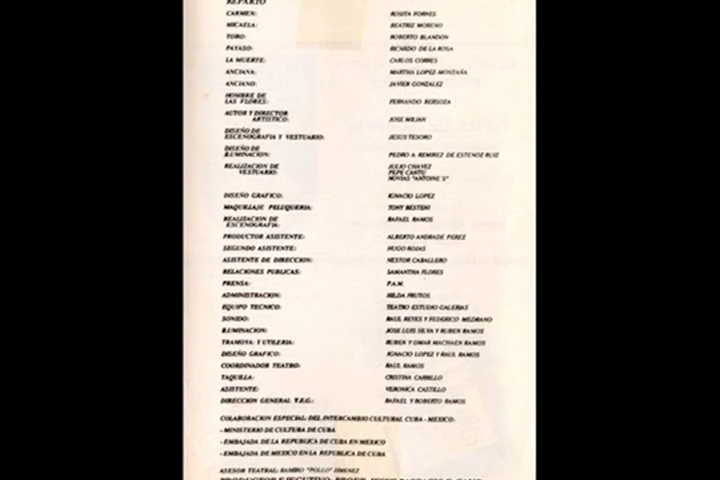 REPARTO
CARMEN: ROSITA FORNES
MICAELA: BEATRIZ MORENO
TORO: ROBERTO BLANDON
PAYASO: RICARDO DE LA ROSA
LA MUERTE: CARLOS CORRES
ANCIANA: MARTHA LOPEZ-MONTAÑA
ANCIANO: JAVIER GONZALEZ
HOMBRE DE
LAS FLORES: FERNANDO BERSOZA
AUTOR Y DIRECTOR
ARTISTICO: JOSE MILIAN
DISEÑO DE
ESCENOGRAFIA Y VESTUARIO: JESUS TESORO
DISEÑO DE
ILUMINACION: PEDRO A. REMIREZ DE ESTENOZ RUIZ
REALIZACION DE JULIO CHAVEZ
VESTUARIO: PEPE CANTU
NOVIAS "ANTOINE'S"
DISEÑO GRAFICO: IGNACIO LOPEZ
MAQUILLAJE PELUQUERIA: TONY BESTENI
REALIZACION DE RAFAEL RAMOS
ESCENOGRAFIA:
PRODUCTOR ASISTENTE: ALBERTO ANDRADE PEREZ
SEGUNDO ASISTENTE: HUGO ROJAS
ASISTENTE DE DIRECCION: NESTOR CABALLERO
RELACIONES PUBLICAS: SAMANTHA FLORES
PRENSA: P.A.M.
ADMINISTRACION: HILDA FRUTOS
EQUIPO TECNICO: TEATRO ESTUDIO GALERIAS
SONIDO: RAUL REYES Y FEDERICO MEDRANO
ILUMINACION: JOSE LUIS SILVA Y RUBEN RAMOS
TRAMOYA Y UTILERIA: RUBEN Y OMAR MACHAEN RAMOS
DISEÑO GRAFICO: IGNACIO LOPEZ Y RAUL RAMOS
COORDINADOR TEATRO: RAUL RAMOS
TAQUILLA: CRISTINA CARRILLO
ASISTENTE: VERONICA CASTILLO
DIRECCION GENERAL T.E.G.: RAFAEL Y ROBERTO RAMOS
COLABORACION ESPECIAL: DEL INTERCAMBIO CULTURAL CUBA - MEXICO:
- MINISTERIO DE CULTURA DE CUBA
- EMBAJADA DE LA REPUBLICA DE CUBA EN MEXICO
- EMBAJADA DE MEXICO EN LA REPUBLICA DE CUBA
ASESOR TEATRAL: RAMIRO "POLLO" JIMENEZ
PRODUCTOR EJECUTIVO: